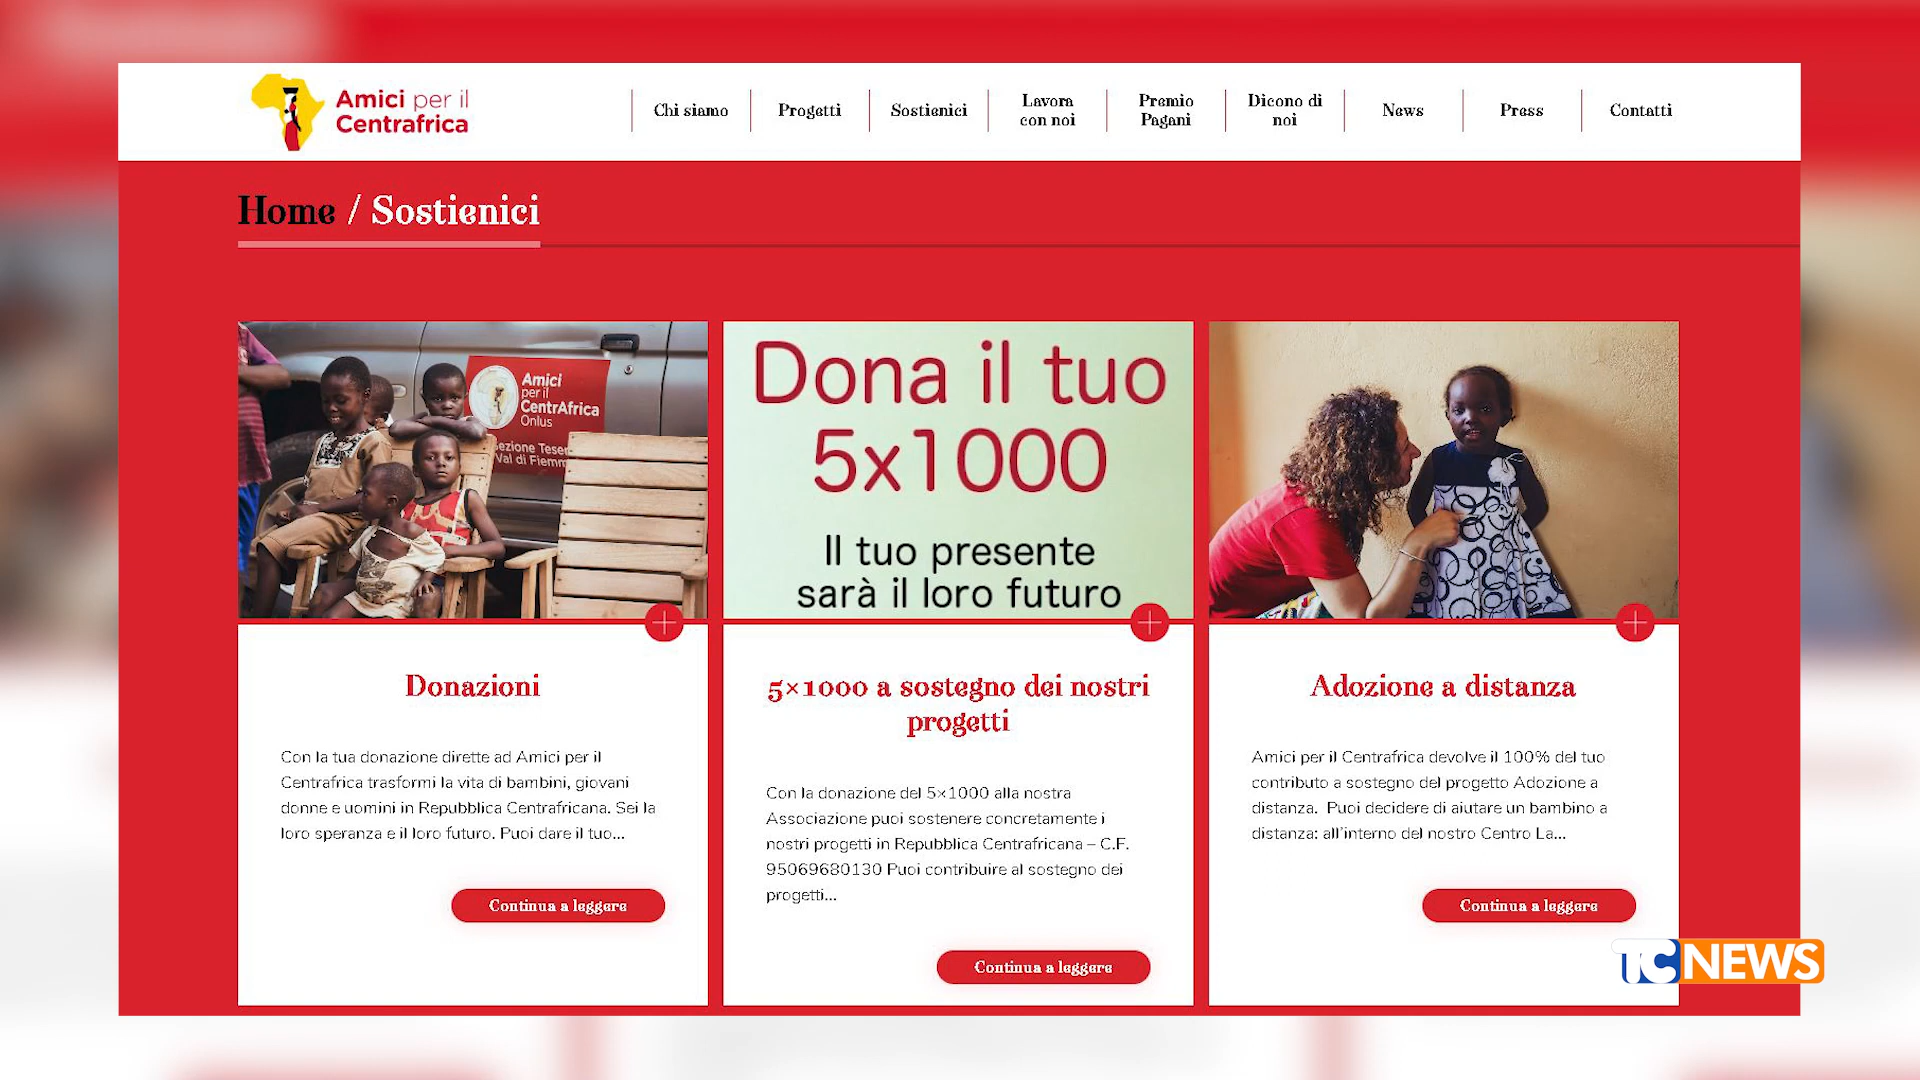 Amici per il
Centrafrica
Chi siamo
Progetti
Sostienici
Lavora
con noi
Premio
Pagani
Dicono di
noi
News
Press
Contatti
Home / Sostienici
Amici
per il
CentrAfrica
Onlus
Val di Fiemm
Dona il tuo
5x1000
Il tuo presente
sarà il loro futuro
Donazioni
Con la tua donazione dirette ad Amici per il
Centrafrica trasformi la vita di bambini, giovani
donne e uomini in Repubblica Centrafricana. Sei la
loro speranza e il loro futuro. Puoi dare il tuo...
Continua a leggere
5×1000 a sostegno dei nostri
progetti
Con la donazione del 5×1000 alla nostra
Associazione puoi sostenere concretamente i
nostri progetti in Repubblica Centrafricana – C.F.
95069680130 Puoi contribuire al sostegno dei
progetti...
Continua a leggere
Adozione a distanza
Amici per il Centrafrica devolve il 100% del tuo
contributo a sostegno del progetto Adozione a
distanza. Puoi decidere di aiutare un bambino a
distanza: all'interno del nostro Centro La...
Continua a leggere
TC NEWS